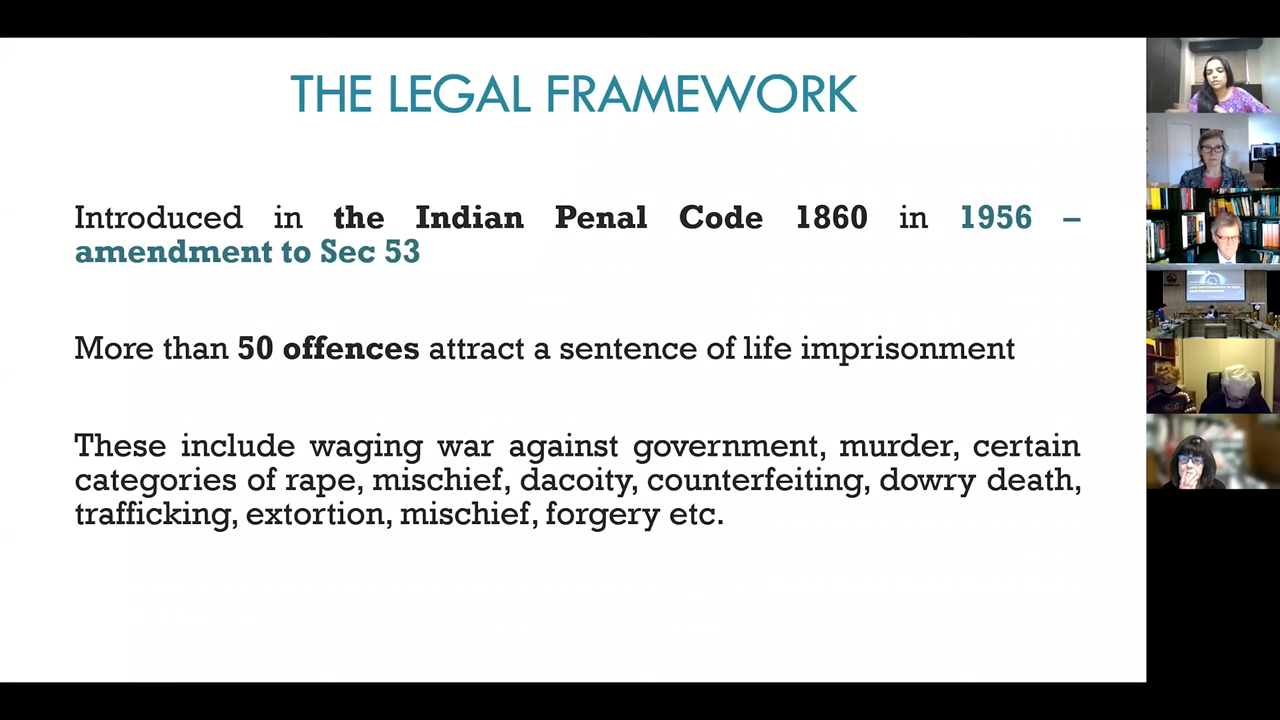 THE LEGAL FRAMEWORK
Introduced in the Indian Penal Code 1860 in 1956 –
amendment to Sec 53
More than 50 offences attract a sentence of life imprisonment
These include waging war against government, murder, certain
categories of rape, mischief, dacoity, counterfeiting, dowry death,
trafficking, extortion, mischief, forgery etc.